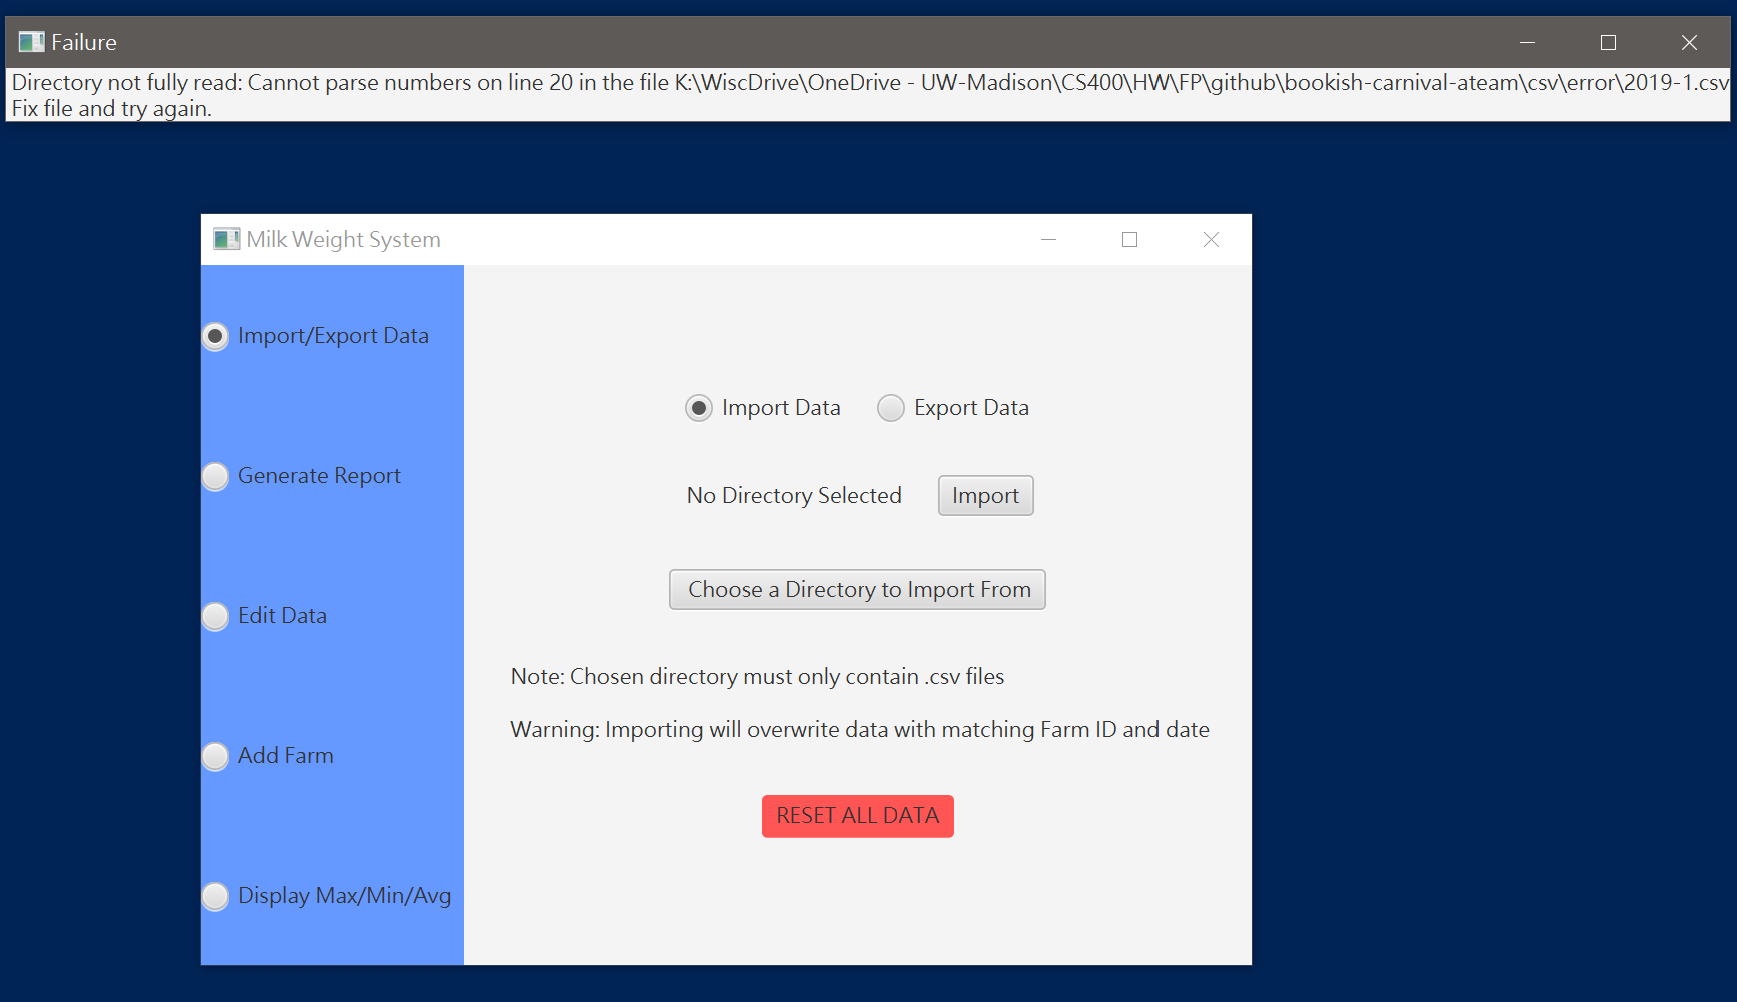 Failure
Directory not fully read: Cannot parse numbers on line 20 in the file K:\WiscDrive\OneDrive - UW-Madison\CS400\HW\FP\github\bookish-carnival-ateam\csv\error\2019-1.csv
Fix file and try again.
Milk Weight System
Import/Export Data
Import Data
Export Data
Generate Report
No Directory Selected
Import
Choose a Directory to Import From
Edit Data
Note: Chosen directory must only contain .csv files
Warning: Importing will overwrite data with matching Farm ID and date
Add Farm
RESET ALL DATA
Display Max/Min/Avg